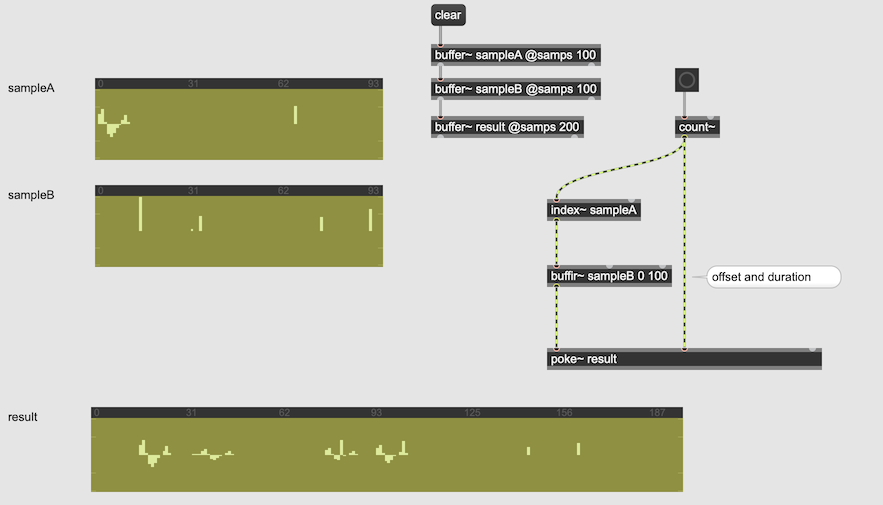 clear
buffer~ sampleA @samps 100
sampleA
0 31 62 93
buffer~ sampleB @samps 100
buffer~ result @samps 200
count~
sampleB
0 31 62 93
index~ sampleA
buffir~ sampleB 0 100
offset and duration
poke~ result
result
0 31 62 93 125 156 187